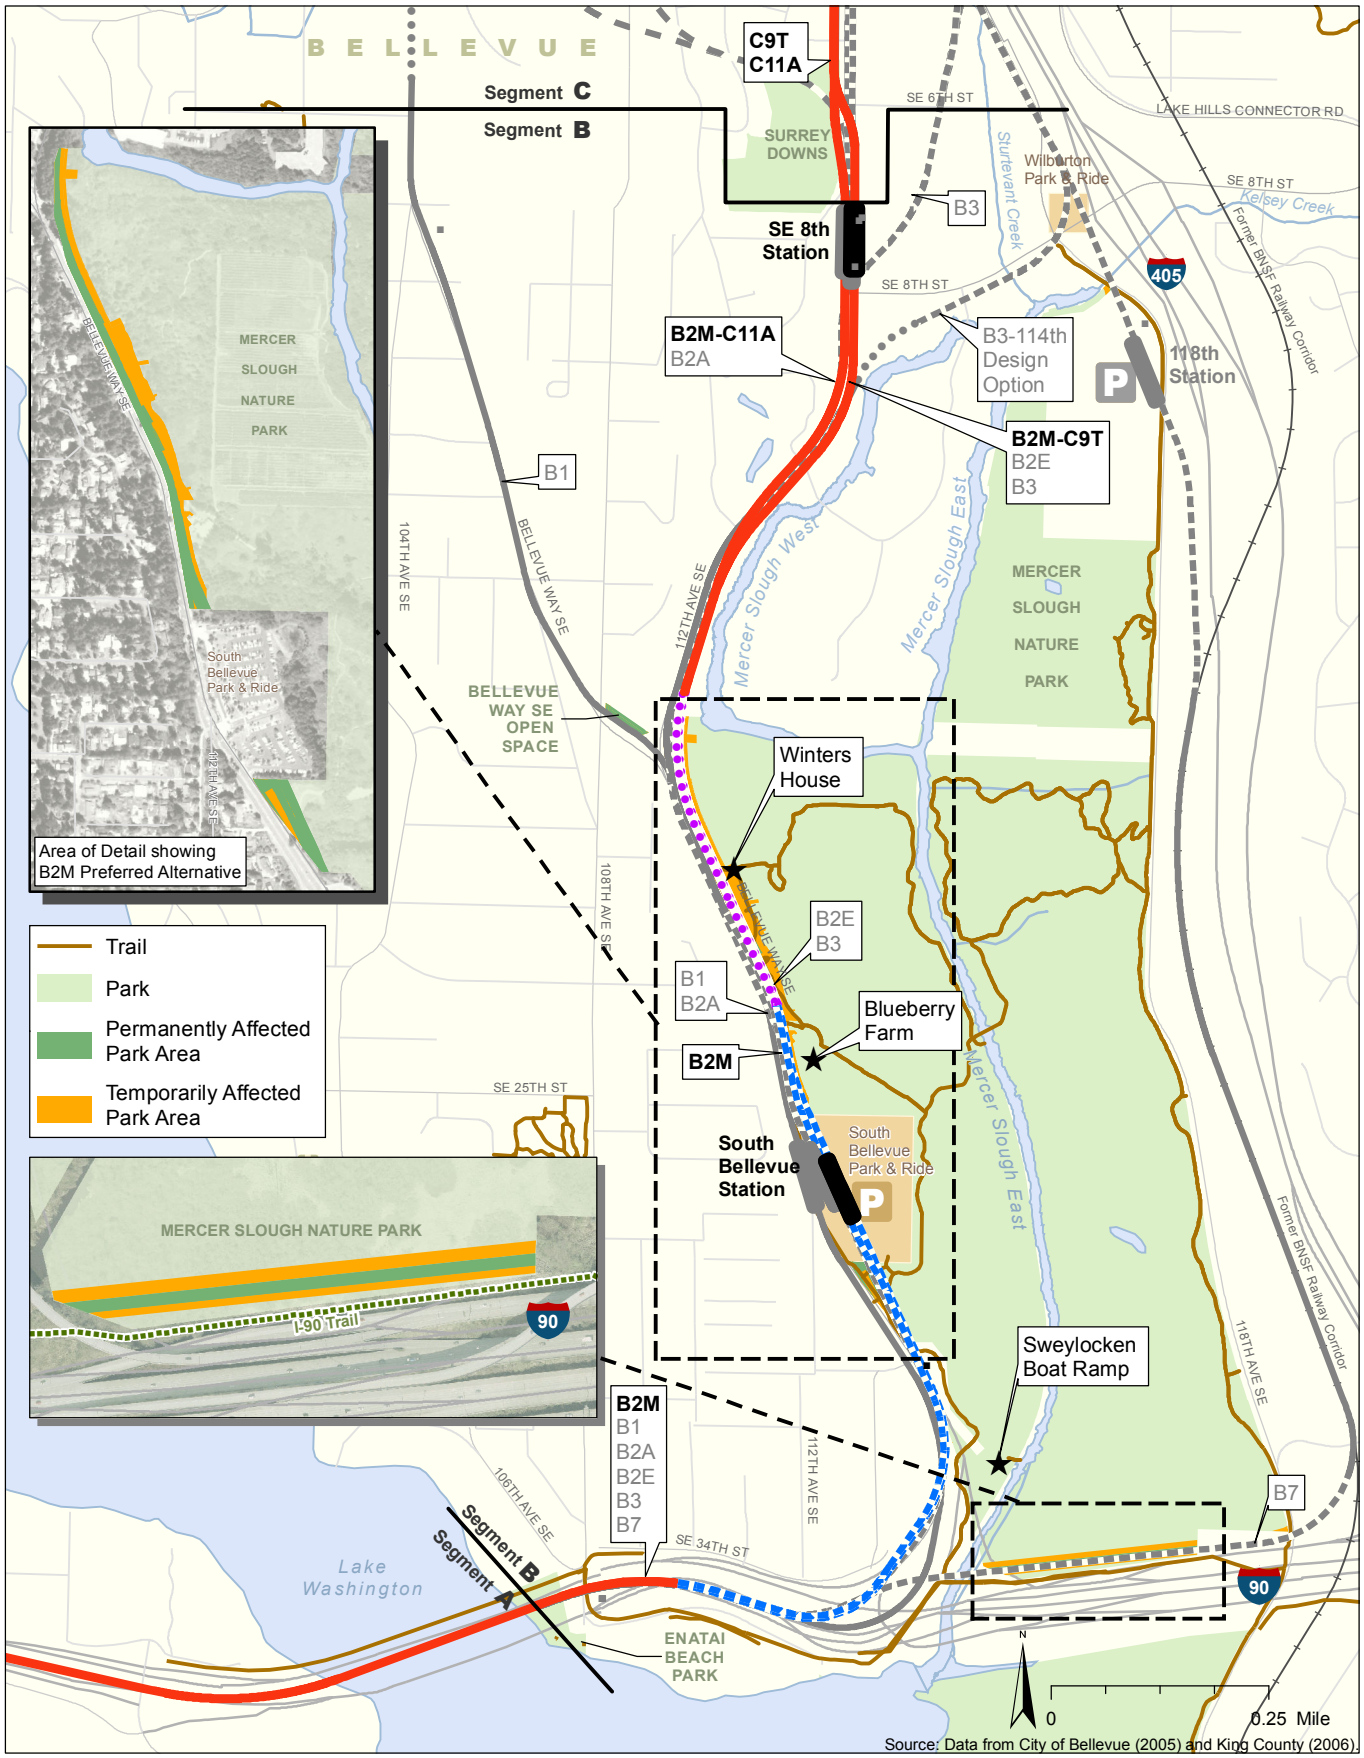 BELLEVUE
C9T
C11A
Segment C
Segment B
SE 6TH ST
LAKE HILLS CONNECTOR RD
SURREY
DOWNS
Sturtevant Creek
Wilburton
Park & Ride
SE 8TH ST
Kelsey Creek
B3
SE 8th
Station
405
Former BNSF Railway Corridor
SE 8TH ST
B2M-C11A
B2A
B3-114th
Design
Option
P
118th
Station
B2M-C9T
B2E
B3
B1
BELLEVUE WAY SE
104TH AVE SE
112TH AVE SE
Mercer Slough West
Mercer Slough East
MERCER
SLOUGH
NATURE
PARK
BELLEVUE
WAY SE
OPEN
SPACE
Winters
House
108TH AVE SE
BELLEVUE WAY SE
B2E
B3
B1
B2A
Blueberry
Farm
B2M
SE 25TH ST
Mercer Slough East
South
Bellevue
Station
South
Bellevue
Park & Ride
P
Former BNSF Railway Corridor
118TH AVE SE
Sweylocken
Boat Ramp
B2M
B1
B2A
B2E
B3
B7
112TH AVE SE
106TH AVE SE
SE 34TH ST
B7
90
Segment B
Segment A
Lake
Washington
ENATAI
BEACH
PARK
N
0
0.25 Mile
Source: Data from City of Bellevue (2005) and King County (2006).
MERCER
SLOUGH
NATURE
PARK
BELLEVUE WAY SE
South
Bellevue
Park & Ride
112TH AVE SE
Area of Detail showing
B2M Preferred Alternative
Trail
Park
Permanently Affected
Park Area
Temporarily Affected
Park Area
MERCER SLOUGH NATURE PARK
I-90 Trail
90